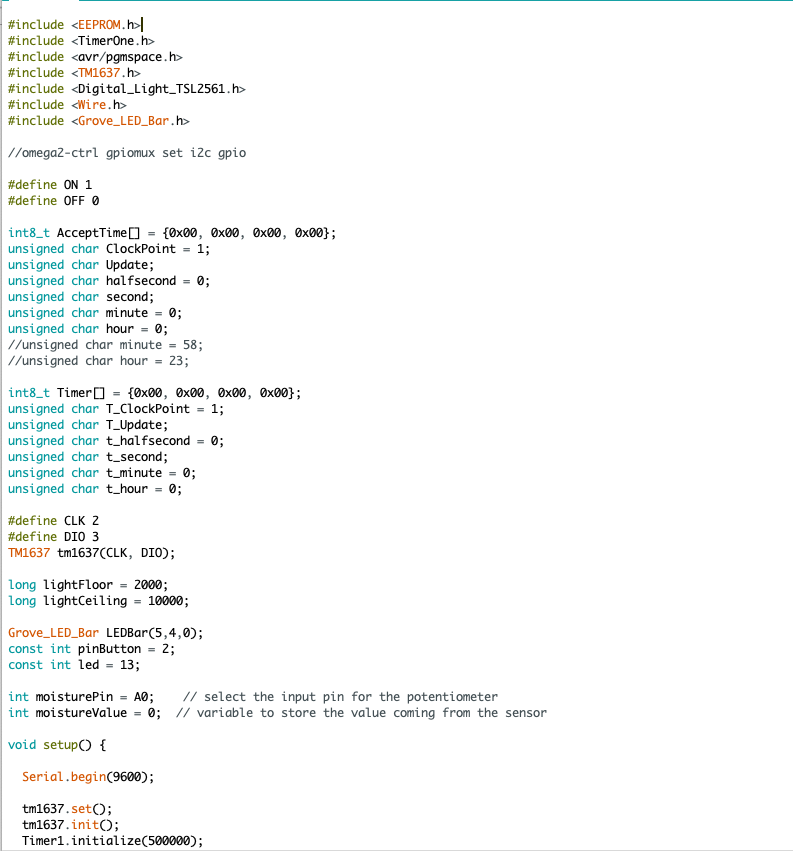 #include <EEPROM.h>
#include <TimerOne.h>
#include <avr/pgmspace.h>
#include <TM1637.h>
#include <Digital_Light_TSL2561.h>
#include <Wire.h>
#include <Grove_LED_Bar.h>

//omega2-ctrl gpiomux set i2c gpio

#define ON 1
#define OFF 0

int8_t AcceptTime[] = {0x00, 0x00, 0x00, 0x00};
unsigned char ClockPoint = 1;
unsigned char Update;
unsigned char halfsecond = 0;
unsigned char second;
unsigned char minute = 0;
unsigned char hour = 0;
//unsigned char minute = 58;
//unsigned char hour = 23;

int8_t Timer[] = {0x00, 0x00, 0x00, 0x00};
unsigned char T_ClockPoint = 1;
unsigned char T_Update;
unsigned char t_halfsecond = 0;
unsigned char t_second;
unsigned char t_minute = 0;
unsigned char t_hour = 0;

#define CLK 2
#define DIO 3
TM1637 tm1637(CLK, DIO);

long lightFloor = 2000;
long lightCeiling = 10000;

Grove_LED_Bar LEDBar(5,4,0);
const int pinButton = 2;
const int led = 13;

int moisturePin = A0;    // select the input pin for the potentiometer
int moistureValue = 0;  // variable to store the value coming from the sensor

void setup() {

  Serial.begin(9600);

  tm1637.set();
  tm1637.init();
  Timer1.initialize(500000);